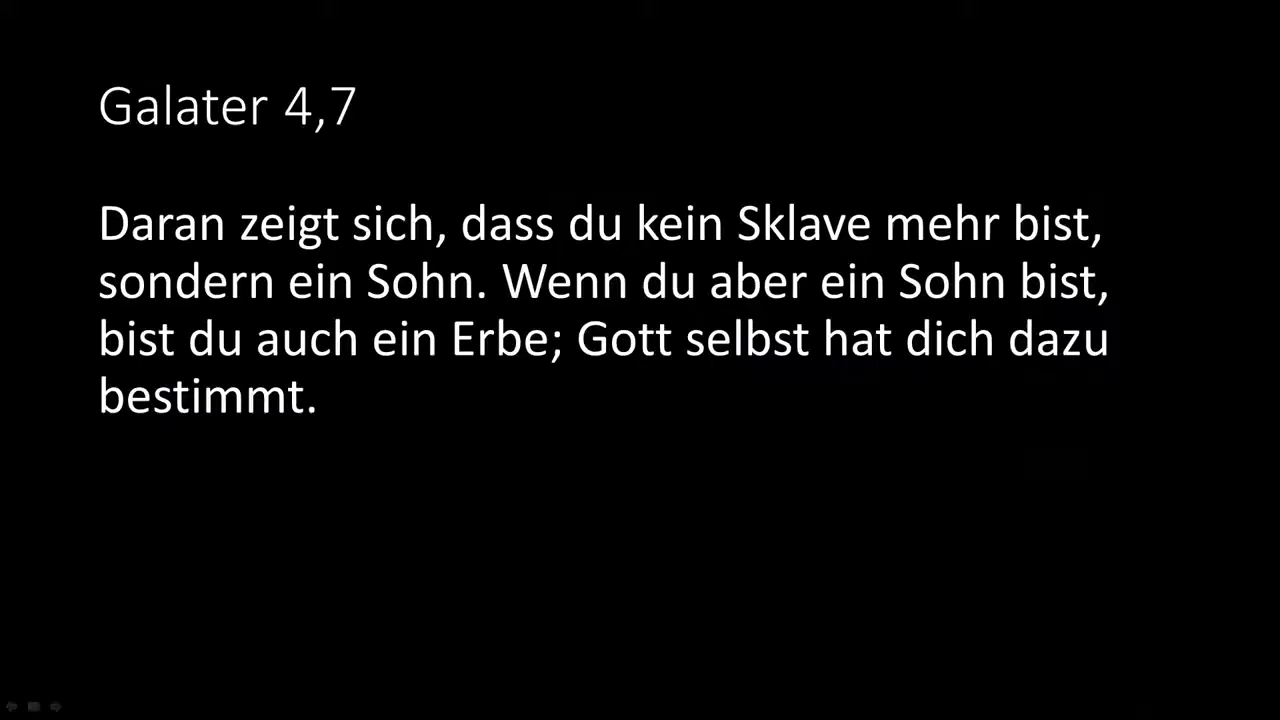 Galater 4,7
Daran zeigt sich, dass du kein Sklave mehr bist,
sondern ein Sohn. Wenn du aber ein Sohn bist,
bist du auch ein Erbe; Gott selbst hat dich dazu
bestimmt.